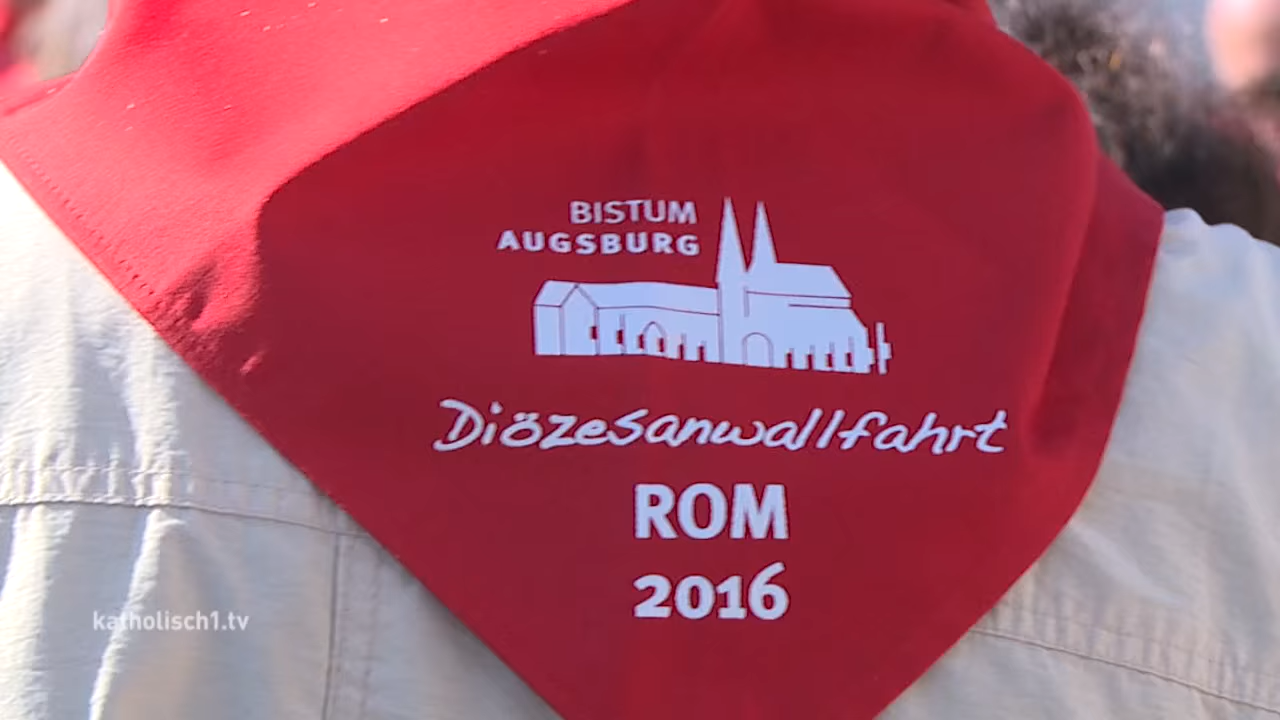 BISTUM
AUGSBURG
Diözesanwallfahrt
ROM
2016
katholisch1.tv